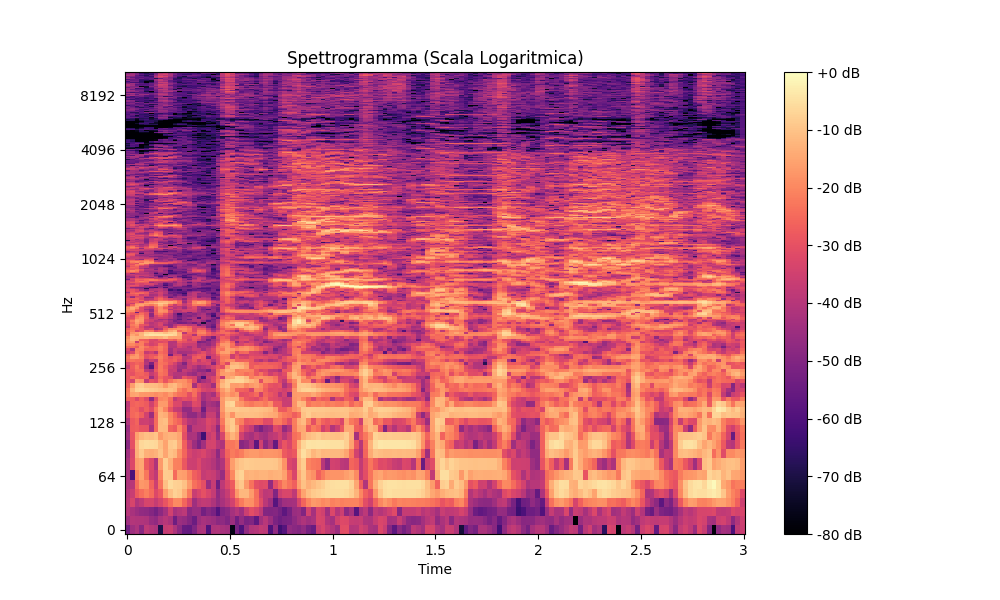 Spettrogramma (Scala Logaritmica)
8192
4096
2048
1024
512
256
128
64
0
Hz
0 0.5 1 1.5 2 2.5 3
Time
+0 dB
-10 dB
-20 dB
-30 dB
-40 dB
-50 dB
-60 dB
-70 dB
-80 dB